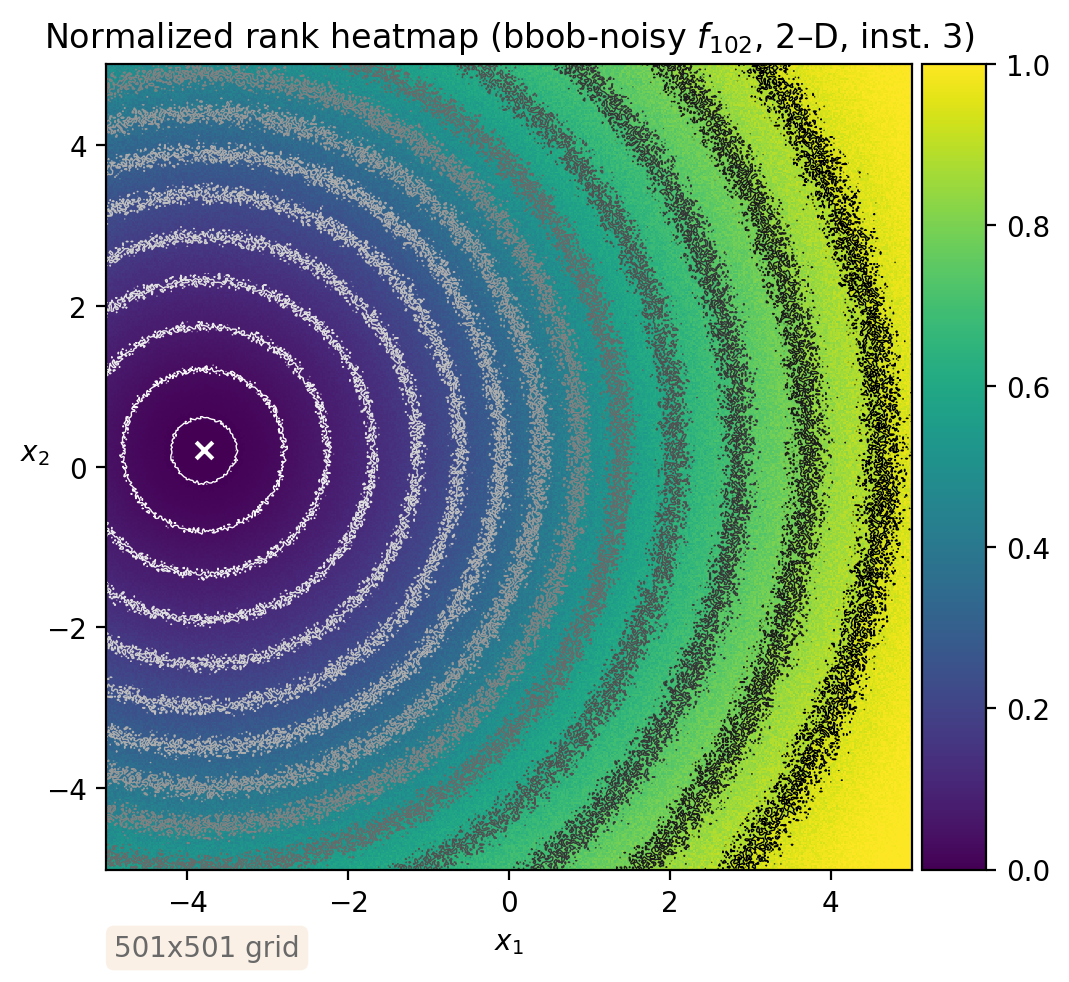 Normalized rank heatmap (bbob-noisy f₁₀₂, 2–D, inst. 3)
1.0
0.8
0.6
0.4
0.2
0.0
4
2
0
−2
−4
x₂
−4 −2 0 2 4
x₁
501x501 grid